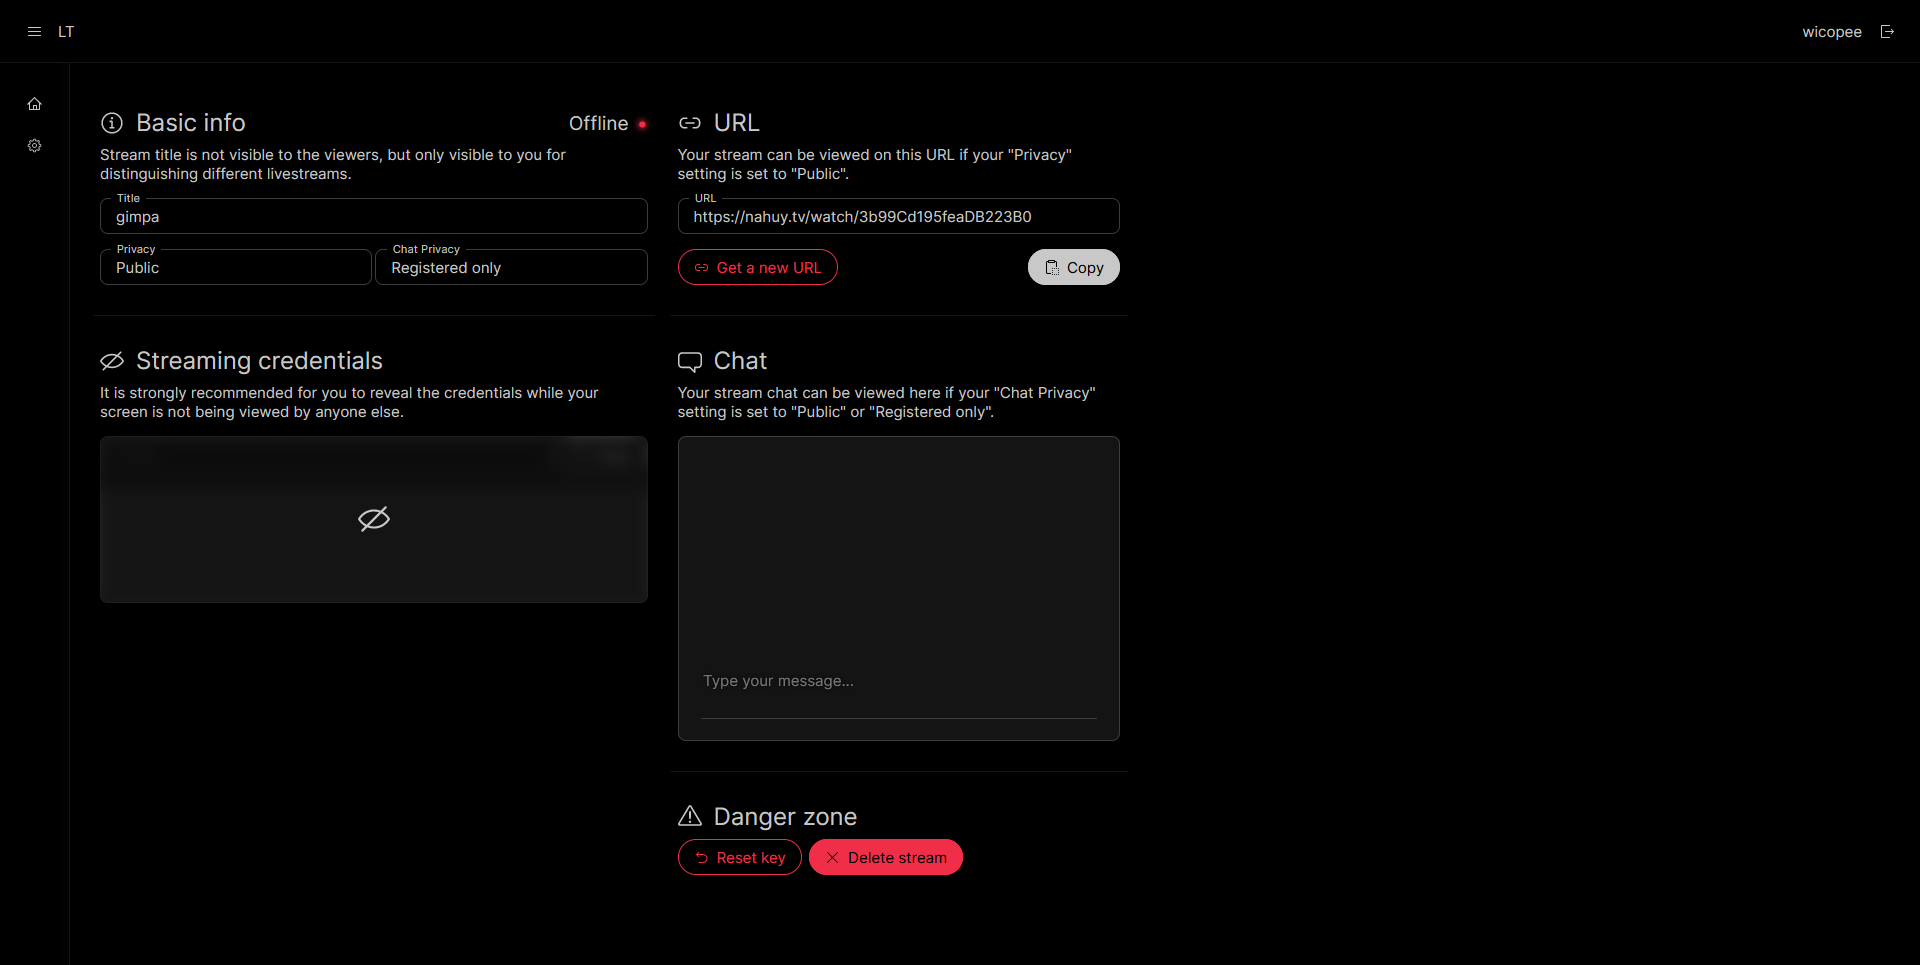 LT
wicopee
Basic info
Offline
Stream title is not visible to the viewers, but only visible to you for
distinguishing different livestreams.
Title
gimpa
Privacy
Public
Chat Privacy
Registered only
URL
Your stream can be viewed on this URL if your "Privacy"
setting is set to "Public".
URL
https://nahuy.tv/watch/3b99Cd195feaDB223B0
Get a new URL
Copy
Streaming credentials
It is strongly recommended for you to reveal the credentials while your
screen is not being viewed by anyone else.
Chat
Your stream chat can be viewed here if your "Chat Privacy"
setting is set to "Public" or "Registered only".
Type your message...
Danger zone
Reset key
Delete stream